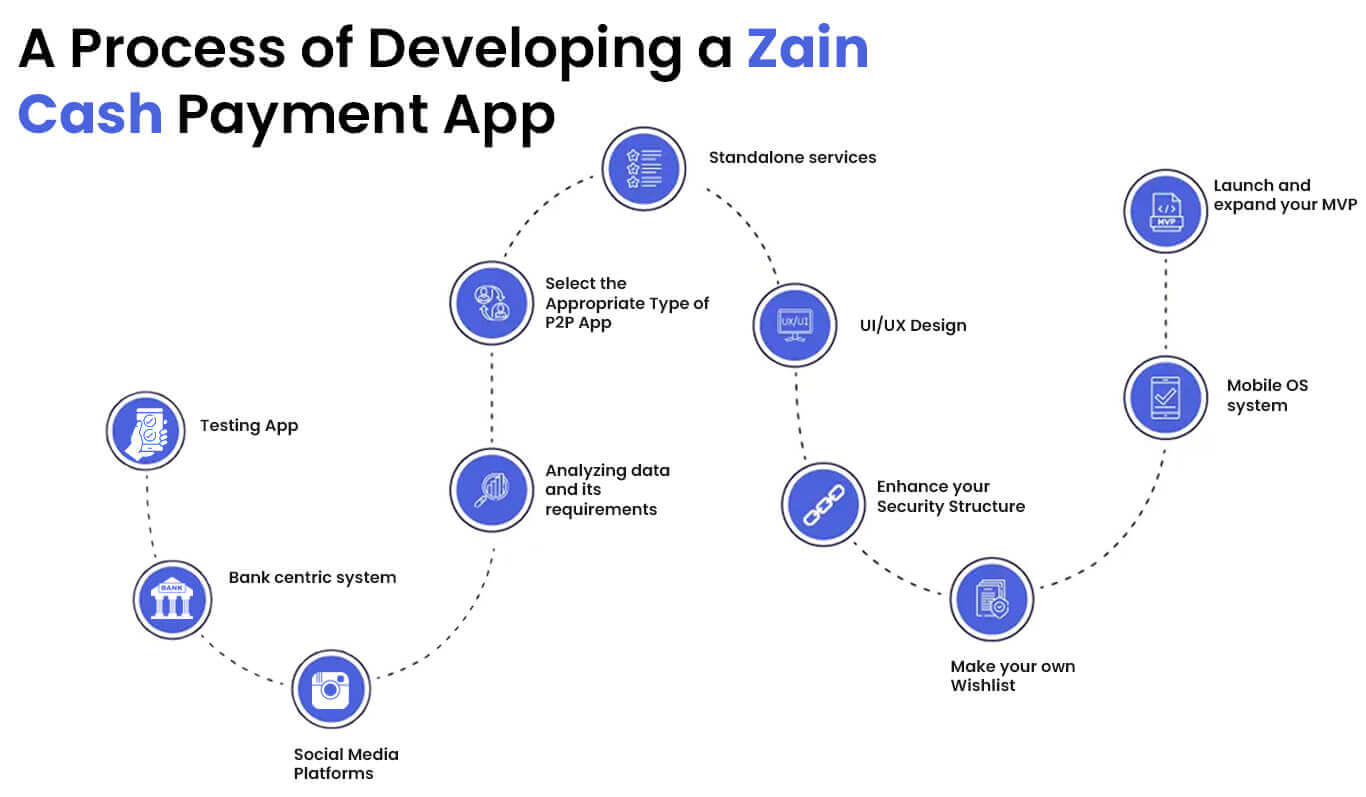 A Process of Developing a Zain
Cash Payment App
Standalone services
Launch and
expand your MVP
MVP
Select the
Appropriate Type of
P2P App
UX/UI
UI/UX Design
Mobile OS
system
Testing App
Analyzing data
and its
requirements
Enhance your
Security Structure
BANK
Bank centric system
Make your own
Wishlist
Social Media
Platforms